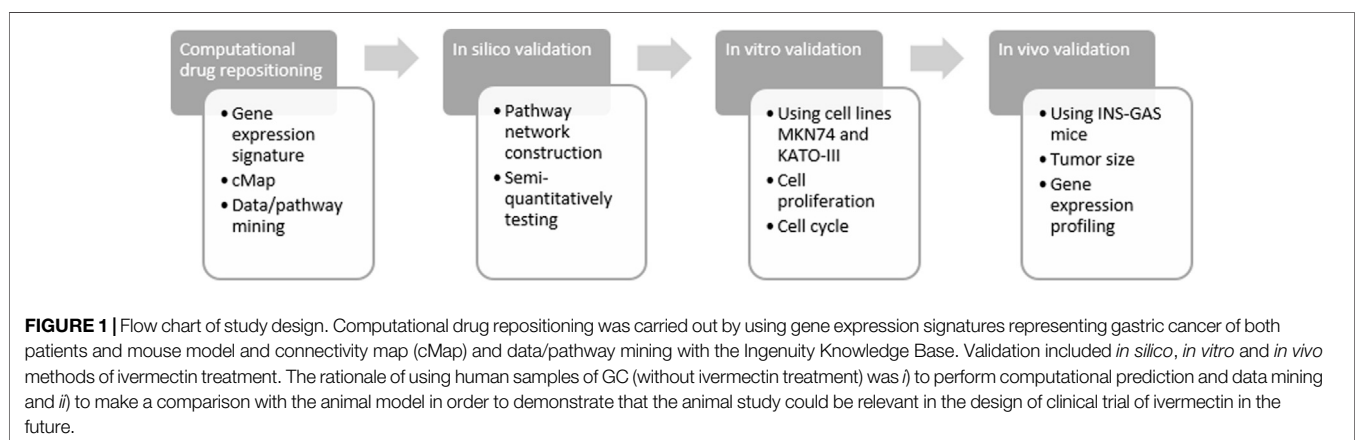 Computational
drug repositioning
• Gene
expression
signature
• cMap
• Data/pathway
mining
In silico validation
• Pathway
network
construction
• Semi-
quantitatively
testing
In vitro validation
• Using cell lines
MKN74 and
KATO-III
• Cell
proliferation
• Cell cycle
In vivo validation
• Using INS-GAS
mice
• Tumor size
• Gene
expression
profiling
FIGURE 1 | Flow chart of study design. Computational drug repositioning was carried out by using gene expression signatures representing gastric cancer of both
patients and mouse model and connectivity map (cMap) and data/pathway mining with the Ingenuity Knowledge Base. Validation included in silico, in vitro and in vivo
methods of ivermectin treatment. The rationale of using human samples of GC (without ivermectin treatment) was i) to perform computational prediction and data mining
and ii) to make a comparison with the animal model in order to demonstrate that the animal study could be relevant in the design of clinical trial of ivermectin in the
future.